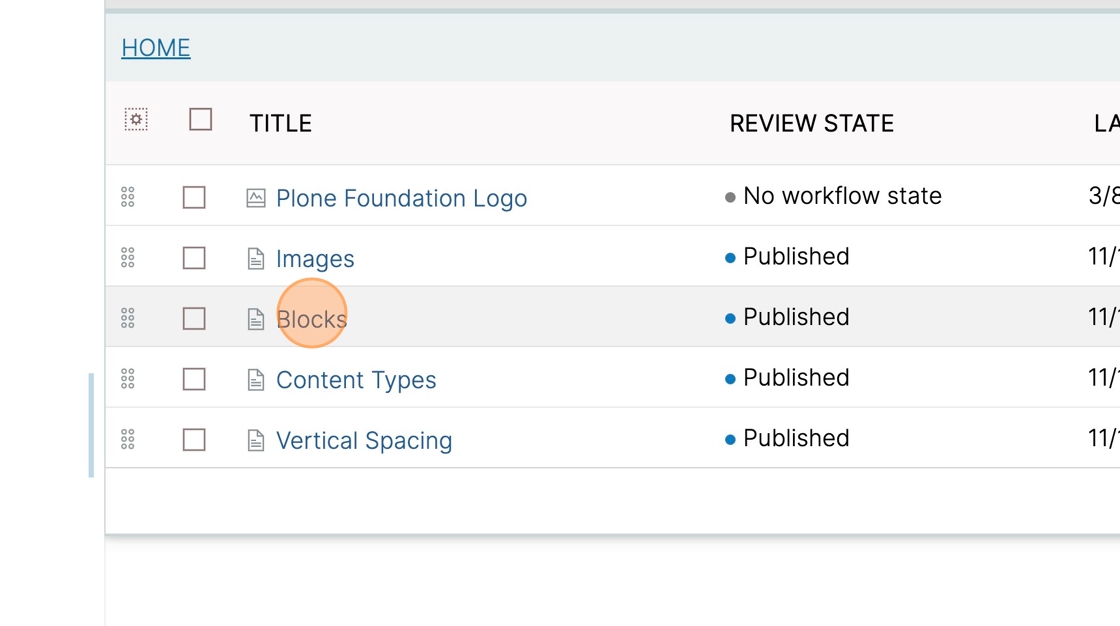 HOME
TITLE REVIEW STATE LA
Plone Foundation Logo No workflow state 3/8
Images Published 11/1
Blocks Published 11/1
Content Types Published 11/1
Vertical Spacing Published 11/1